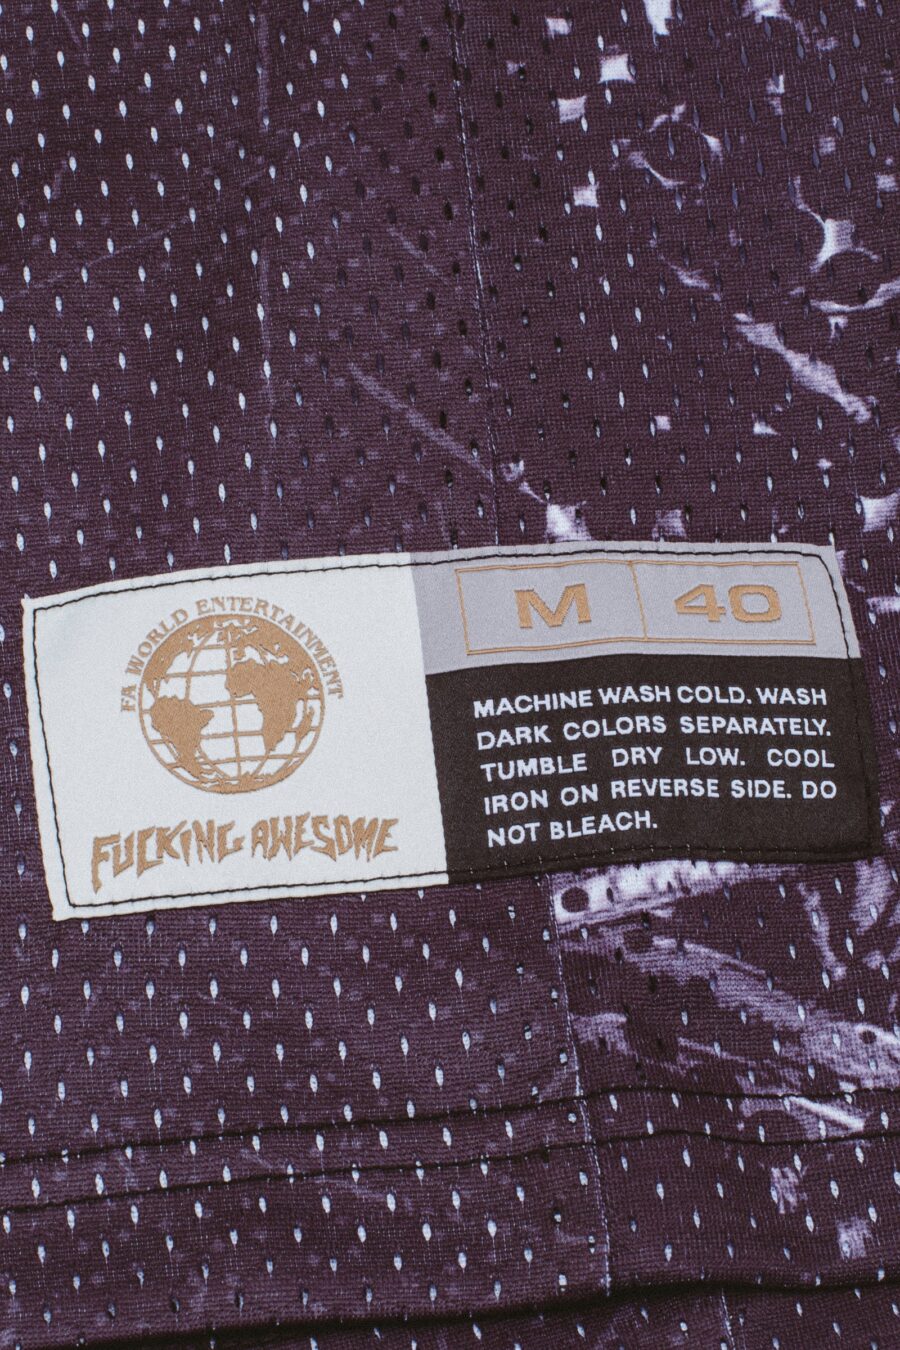 FA WORLD ENTERTAINMENT
FUCKING AWESOME
M 40
MACHINE WASH COLD. WASH
DARK COLORS SEPARATELY.
TUMBLE DRY LOW. COOL
IRON ON REVERSE SIDE. DO
NOT BLEACH.